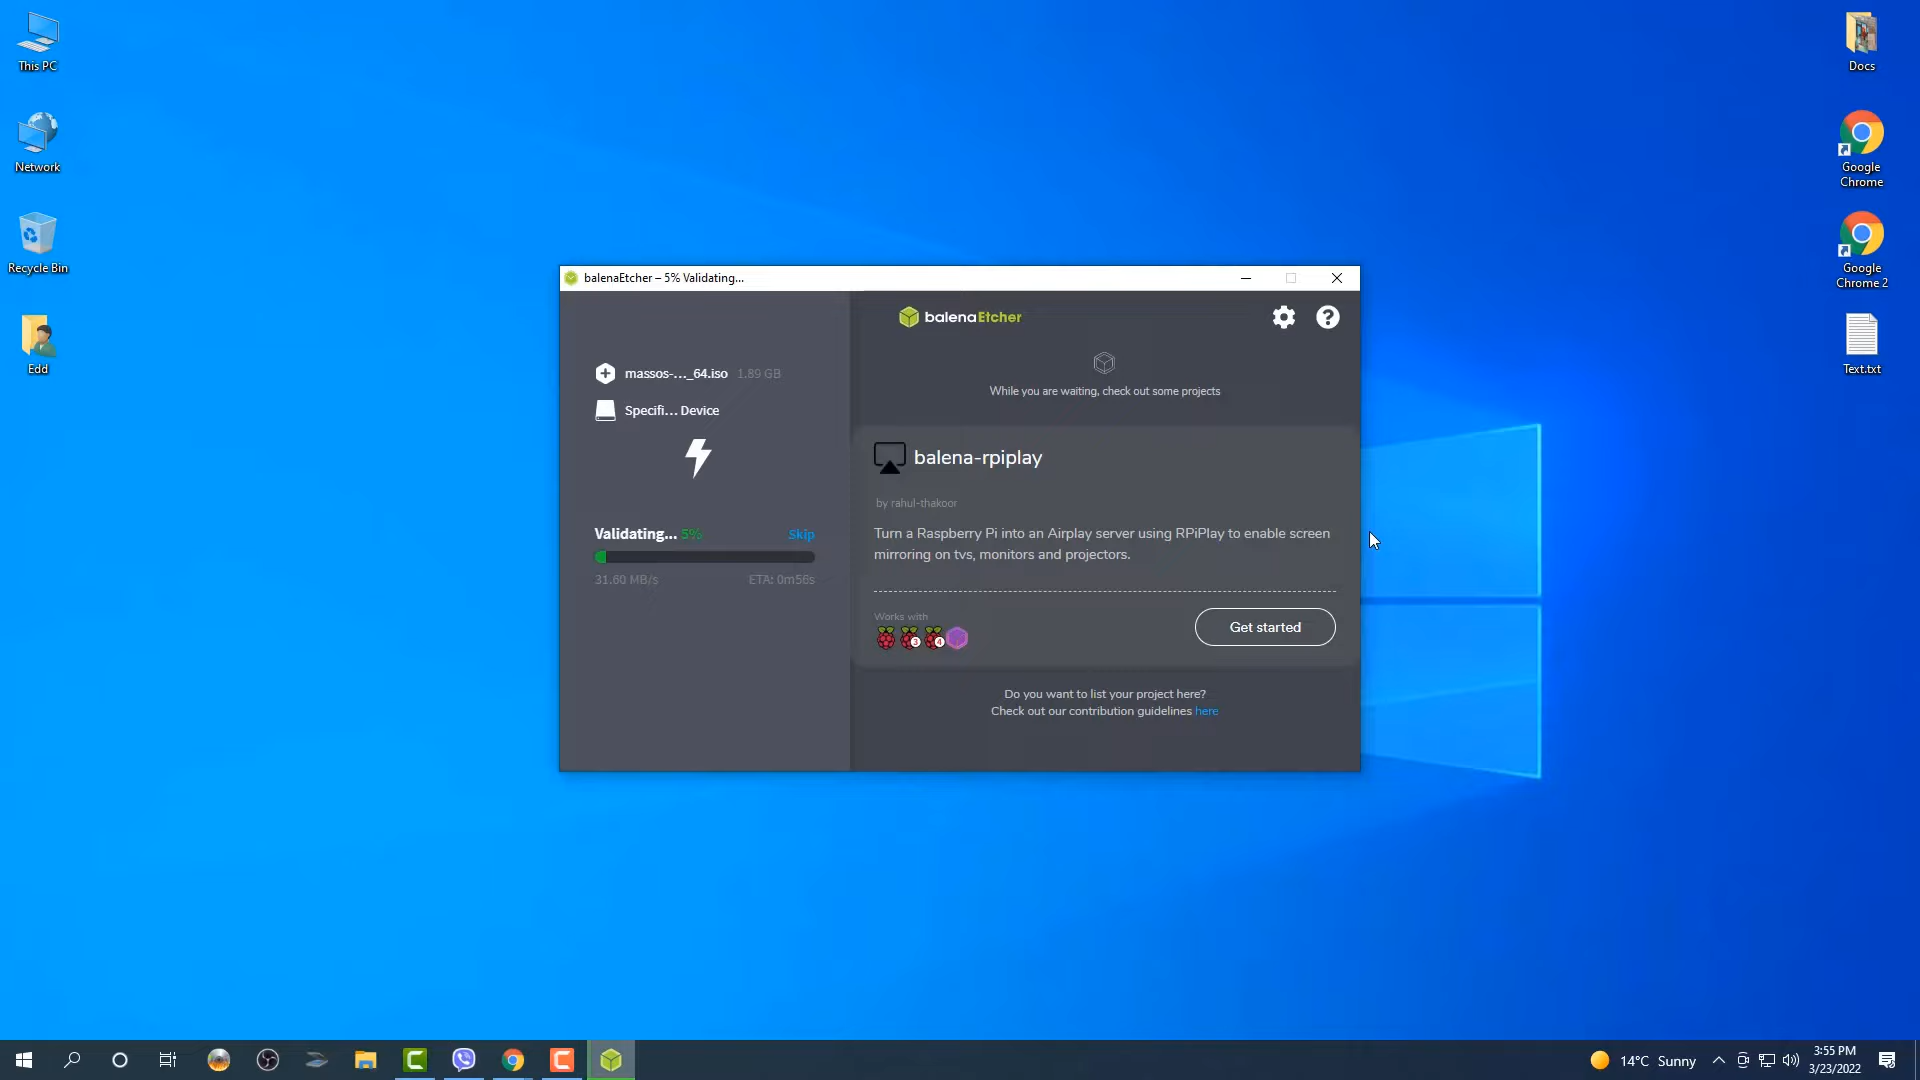 This PC
Network
Recycle Bin
Edd
Docs
Google
Chrome
Google
Chrome 2
Text.txt
balenaEtcher – 5% Validating...
balenaEtcher
massos-..._64.iso 1.89 GB
Specifi... Device
Validating... 5% Skip
31.60 MB/s ETA: 0m56s
While you are waiting, check out some projects
balena-rpiplay
by rahul-thakoor
Turn a Raspberry Pi into an Airplay server using RPiPlay to enable screen
mirroring on tvs, monitors and projectors.
Works with
3 4
Get started
Do you want to list your project here?
Check out our contribution guidelines here
14°C Sunny
3:55 PM
3/23/2022